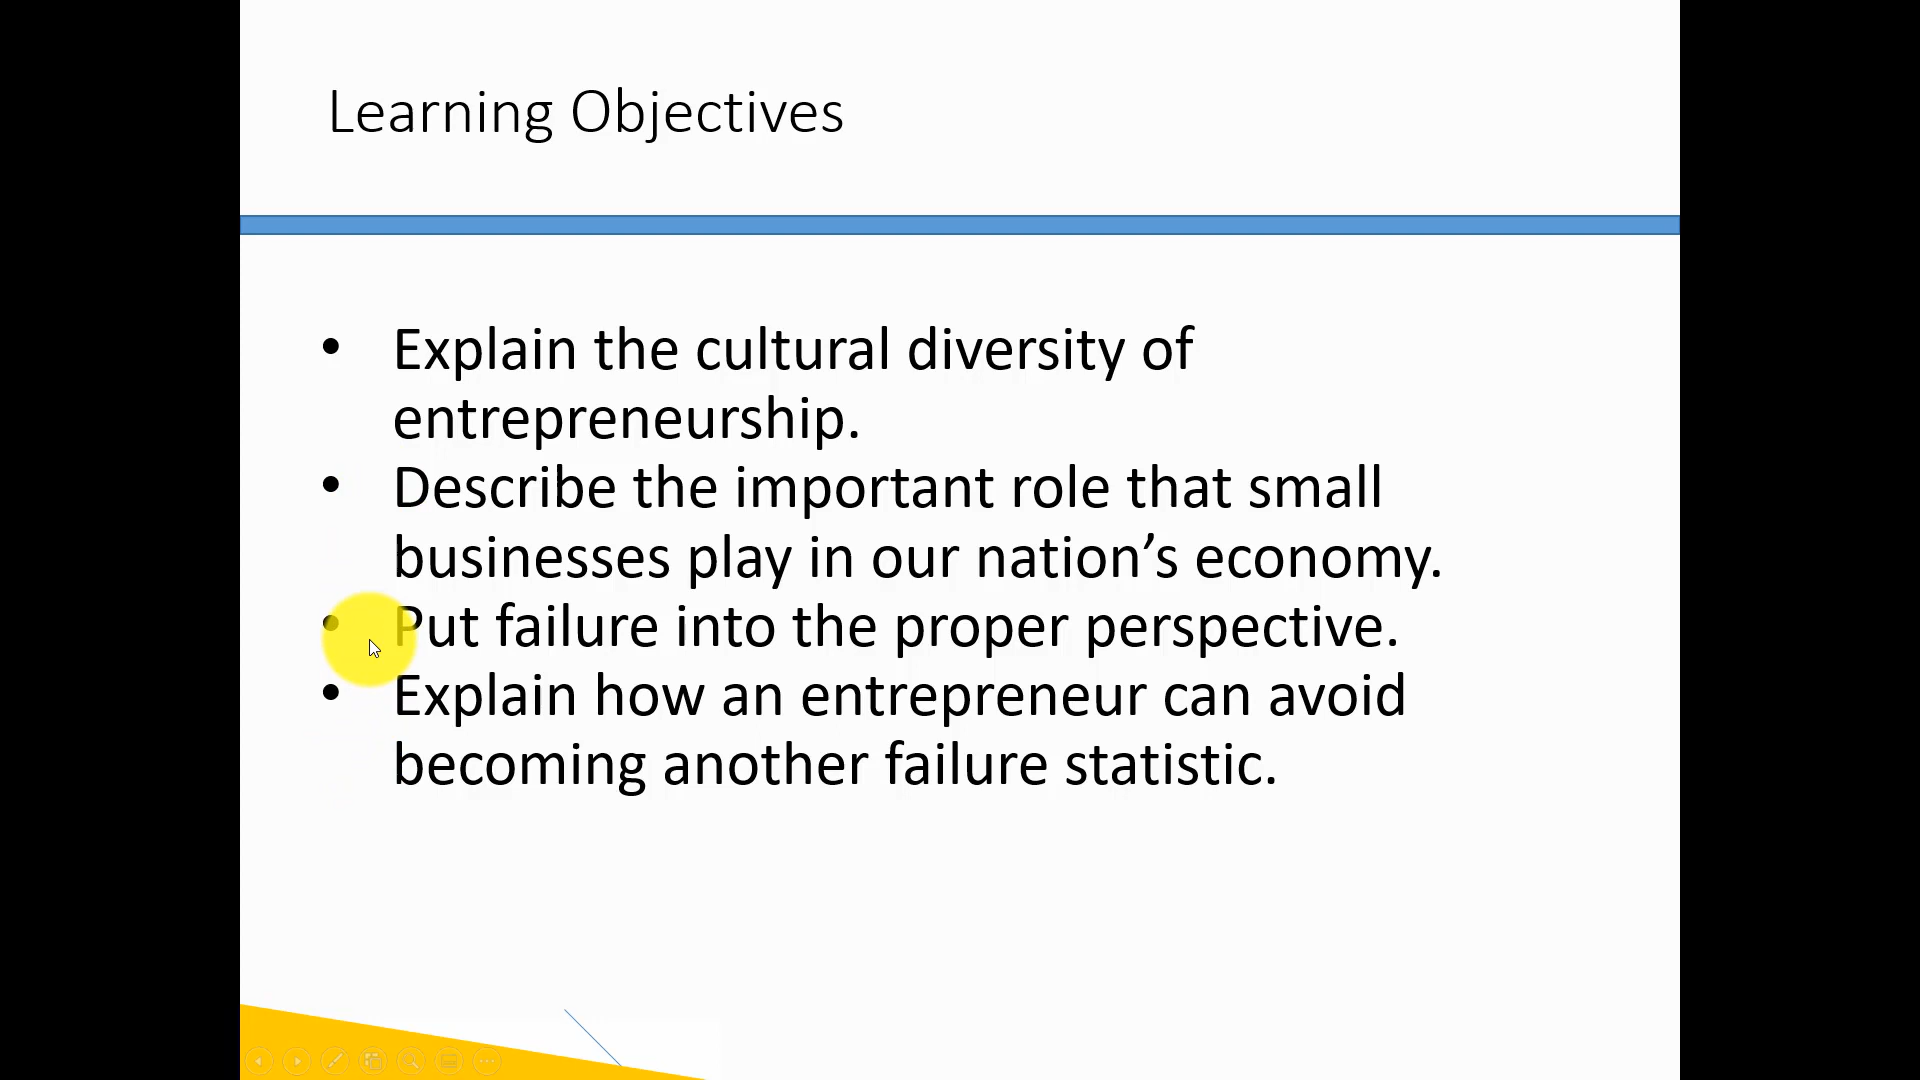 Learning Objectives
• Explain the cultural diversity of
entrepreneurship.
• Describe the important role that small
businesses play in our nation’s economy.
• Put failure into the proper perspective.
• Explain how an entrepreneur can avoid
becoming another failure statistic.